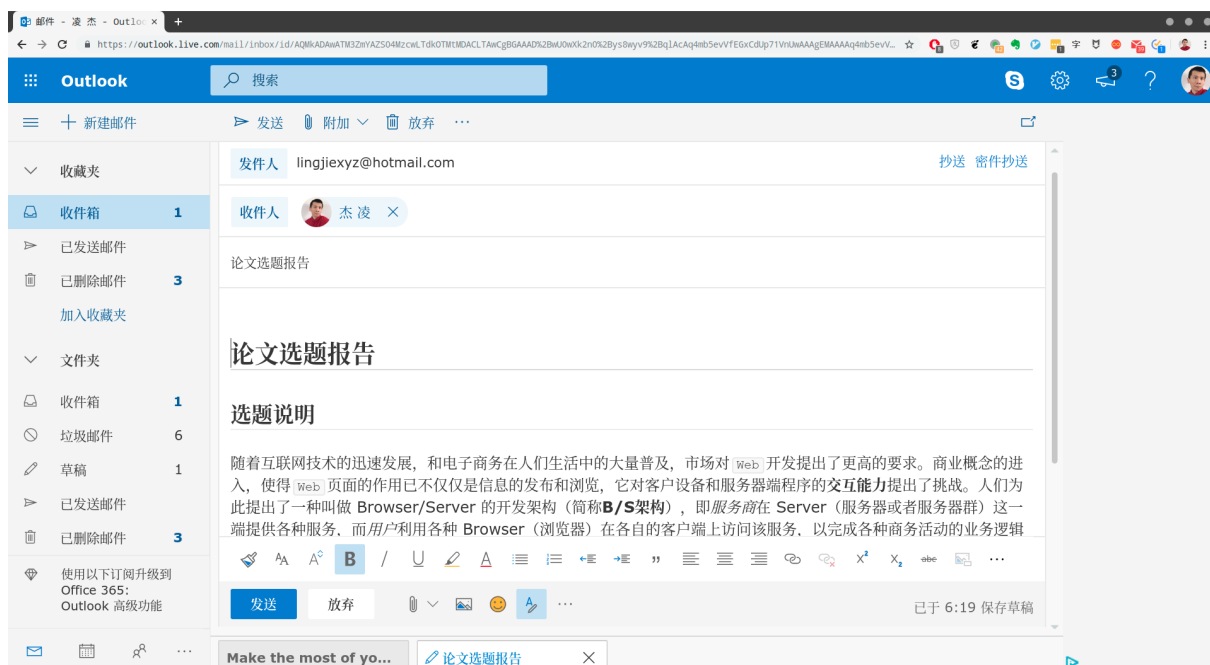 邮件 - 凌 杰 - Outloo × +
https://outlook.live.com/mail/inbox/id/
Outlook
搜索
3
新建邮件
发送 附加 放弃 ···
收藏夹
收件箱 1
已发送邮件
已删除邮件 3
加入收藏夹
文件夹
收件箱 1
垃圾邮件 6
草稿 1
已发送邮件
已删除邮件 3
使用以下订阅升级到
Office 365:
Outlook 高级功能
发件人 lingjiexyz@hotmail.com 抄送 密件抄送
收件人 杰 凌 ×
论文选题报告
论文选题报告
选题说明
随着互联网技术的迅速发展，和电子商务在人们生活中的大量普及，市场对 Web 开发提出了更高的要求。商业概念的进
入，使得 Web 页面的作用已不仅仅是信息的发布和浏览，它对客户设备和服务器端程序的交互能力提出了挑战。人们为
此提出了一种叫做 Browser/Server 的开发架构（简称B/S架构），即服务商在 Server（服务器或者服务器群）这一
端提供各种服务，而用户利用各种 Browser（浏览器）在各自的客户端上访问该服务，以完成各种商务活动的业务逻辑
B / U A x² x₂ abc ···
发送 放弃 ··· 已于 6:19 保存草稿
Make the most of yo... 论文选题报告 ×